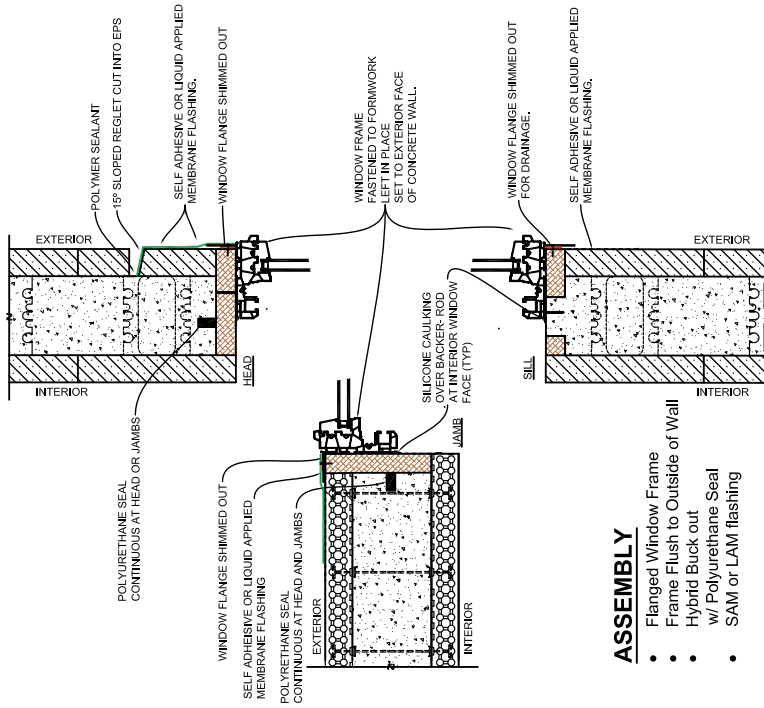 POLYMER SEALANT
15º SLOPED REGLET CUT INTO EPS
SELF ADHESIVE OR LIQUID APPLIED
MEMBRANE FLASHING.
WINDOW FLANGE SHIMMED OUT
EXTERIOR
INTERIOR
HEAD
POLYURETHANE SEAL
CONTINUOUS AT HEAD OR JAMBS
WINDOW FRAME
FASTENED TO FORMWORK
LEFT IN PLACE
SET TO EXTERIOR FACE
OF CONCRETE WALL.
WINDOW FLANGE SHIMMED OUT
SELF ADHEISIVE OR LIQUID APPLIED
MEMBRANE FLASHING
POLYRETHANE SEAL
CONTINUOUS AT HEAD AND JAMBS
EXTERIOR
INTERIOR
JAMB
SILICONE CAULKING
OVER BACKER- ROD
AT INTERIOR WINDOW
FACE (TYP)
WINDOW FLANGE SHIMMED OUT
FOR DRAINAGE.
SELF ADHESIVE OR LIQUID APPLIED
MEMBRANE FLASHING.
EXTERIOR
SILL
INTERIOR
ASSEMBLY
• Flanged Window Frame
• Frame Flush to Outside of Wall
• Hybrid Buck out
w/ Polyurethane Seal
• SAM or LAM flashing